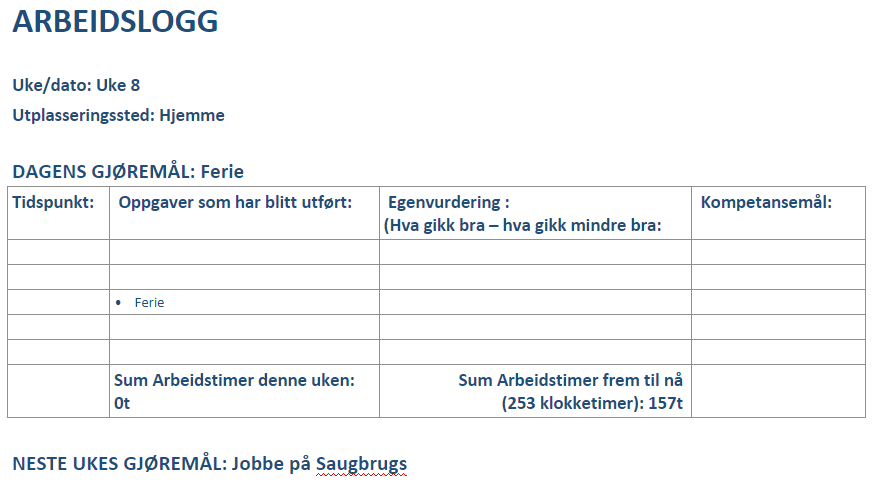 ARBEIDSLOGG
Uke/dato: Uke 8
Utplasseringssted: Hjemme
DAGENS GJØREMÅL: Ferie
Tidspunkt: Oppgaver som har blitt utført: Egenvurdering : Kompetansemål:
(Hva gikk bra – hva gikk mindre bra:
• Ferie
Sum Arbeidstimer denne uken: Sum Arbeidstimer frem til nå
0t (253 klokketimer): 157t
NESTE UKES GJØREMÅL: Jobbe på Saugbrugs